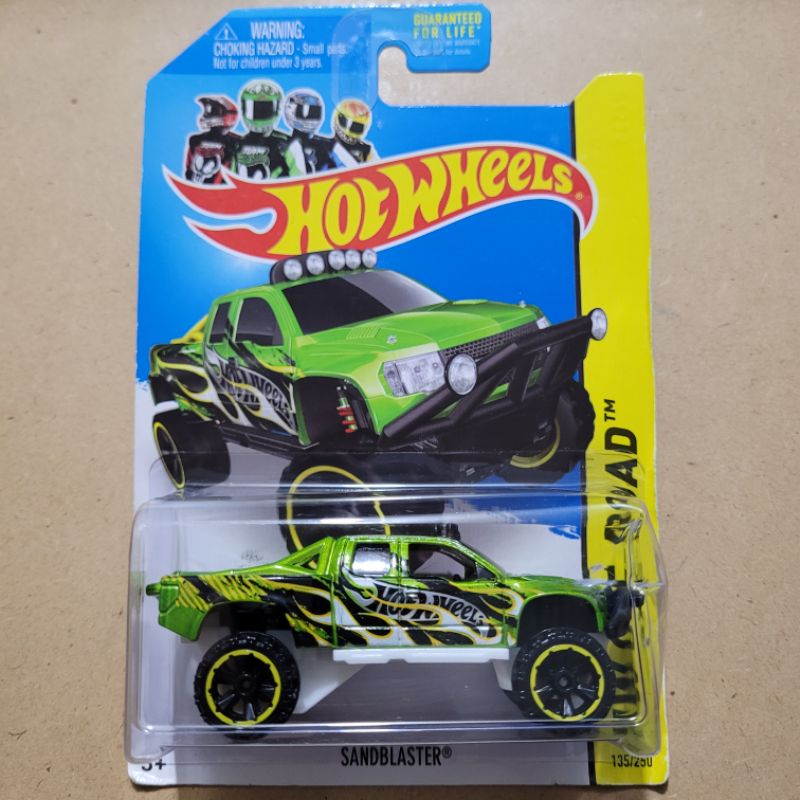 WARNING:
CHOKING HAZARD - Small parts.
Not for children under 3 years.
GUARANTEED
FOR LIFE*
HOT WHEELS®
HOT WHEELS
ROAD™
HOT WHEELS
SANDBLASTER®
135/250